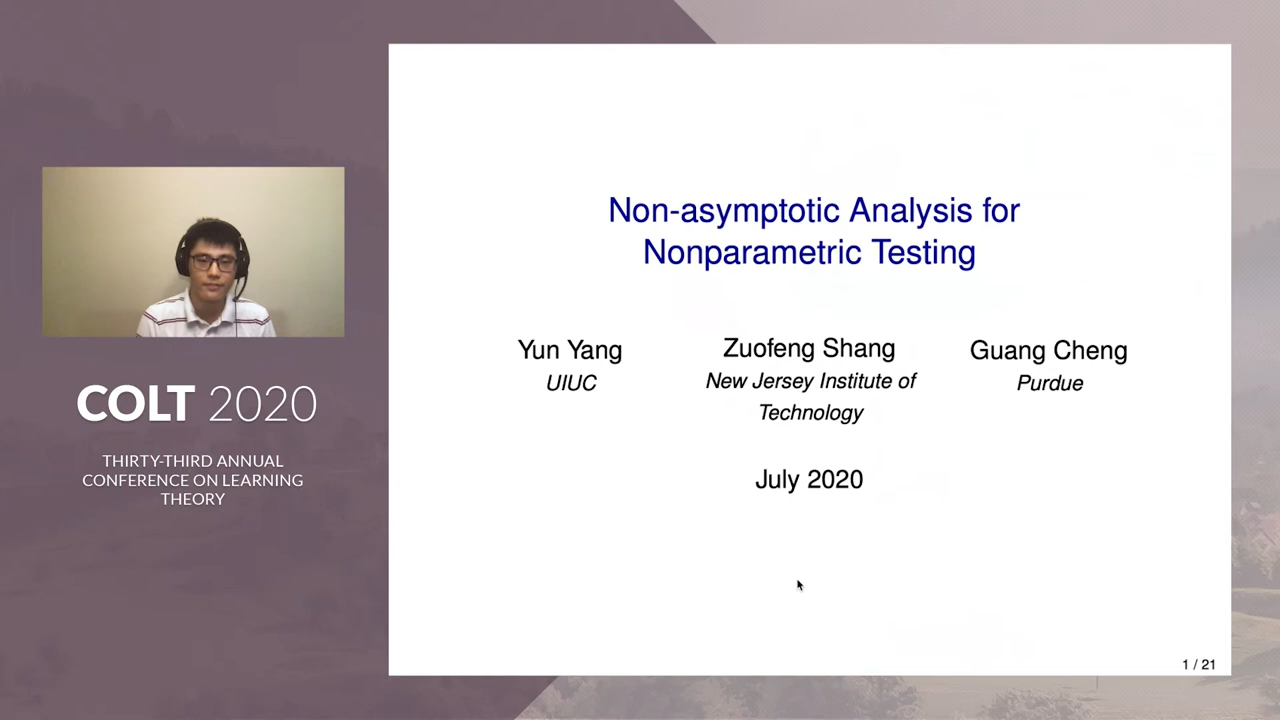 COLT 2020
THIRTY-THIRD ANNUAL
CONFERENCE ON LEARNING
THEORY
Non-asymptotic Analysis for
Nonparametric Testing
Yun Yang
UIUC
Zuofeng Shang
New Jersey Institute of
Technology
Guang Cheng
Purdue
July 2020
1 / 21